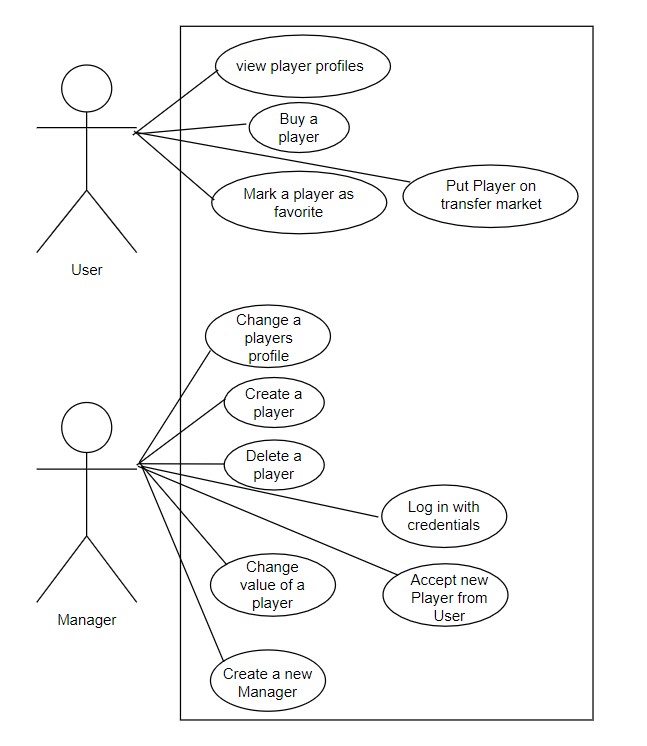 view player profiles
Buy a
player
Put Player on
transfer market
Mark a player as
favorite
User
Change a
players
profile
Create a
player
Delete a
player
Log in with
credentials
Change
value of a
player
Accept new
Player from
User
Manager
Create a new
Manager